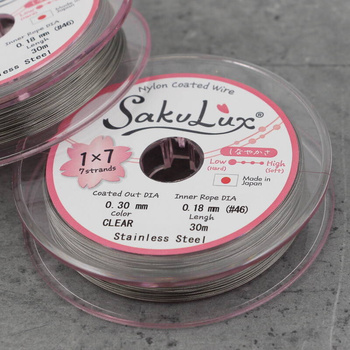 Inner Rope DIA
0.18 mm (#46)
Lengh
30m
Steel
Nylon Coated Wire
SakuLux®
1×7
7strands
しなやかさ
Low High
(Hard) (Soft)
Made in
Japan
Coated Out DIA Inner Rope DIA
0.30 mm 0.18 mm (#46)
Color Lengh
CLEAR 30m
Stainless Steel